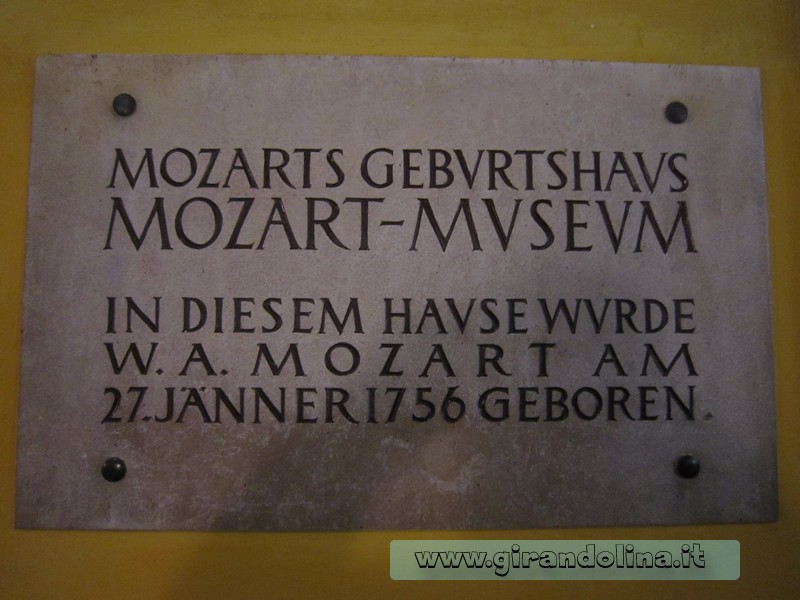 MOZARTS GEBVRTSHAVS
MOZART-MVSEVM
IN DIESEM HAVSE WVRDE
W. A. MOZART AM
27. JÄNNER 1756 GEBOREN.
www.girandolina.it